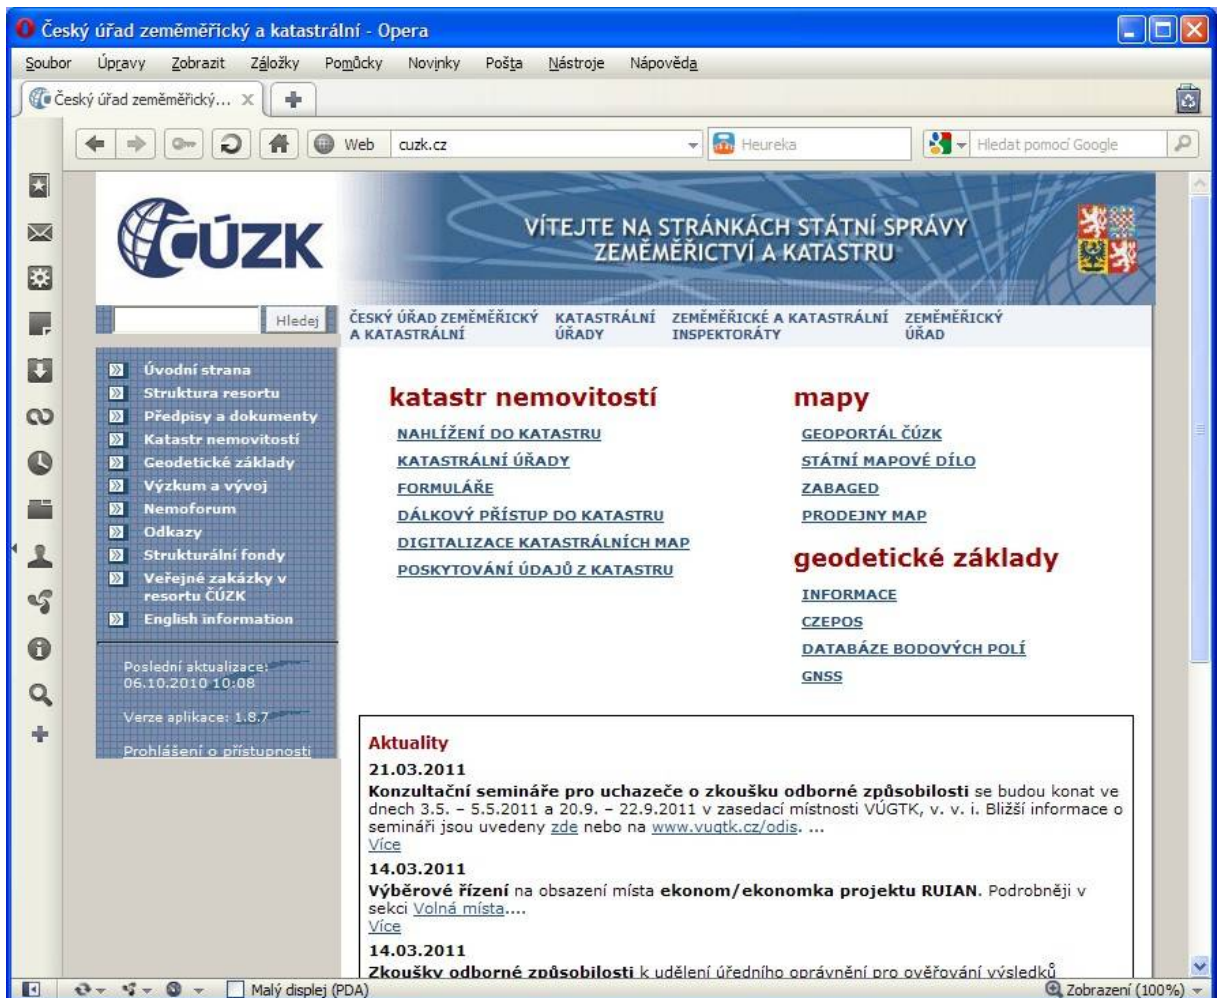 Český úřad zeměměřický a katastrální - Opera
Soubor Úpravy Zobrazit Záložky Pomůcky Novinky Pošta Nástroje Nápověda
Český úřad zeměměřický...
Web cuzk.cz Heureka Hledat pomocí Google
ČÚZK
VÍTEJTE NA STRÁNKÁCH STÁTNÍ SPRÁVY
ZEMĚMĚRICTVÍ A KATASTRU
Hledej
ČESKÝ ÚŘAD ZEMĚMĚŘICKÝ
A KATASTRÁLNÍ
KATASTRÁLNÍ
ÚŘADY
ZEMĚMĚŘICKÉ A KATASTRÁLNÍ
INSPEKTORÁTY
ZEMĚMĚŘICKÝ
ÚŘAD
Úvodní strana
Struktura resortu
Předpisy a dokumenty
Katastr nemovitostí
Geodetické základy
Výzkum a vývoj
Nemoforum
Odkazy
Strukturální fondy
Veřejné zakázky v
resortu ČÚZK
English information
Poslední aktualizace:
06.10.2010 10:08
Verze aplikace: 1.8.7
Prohlášení o přístupnosti
katastr nemovitostí
NAHLÍŽENÍ DO KATASTRU
KATASTRÁLNÍ ÚŘADY
FORMULÁŘE
DÁLKOVÝ PŘÍSTUP DO KATASTRU
DIGITALIZACE KATASTRÁLNÍCH MAP
POSKYTOVÁNÍ ÚDAJŮ Z KATASTRU
mapy
GEOPORTÁL ČÚZK
STÁTNÍ MAPOVÉ DÍLO
ZABAGED
PRODEJNY MAP
geodetické základy
INFORMACE
CZEPOS
DATABÁZE BODOVÝCH POLÍ
GNSS
Aktuality
21.03.2011
Konzultační semináře pro uchazeče o zkoušku odborné způsobilosti se budou konat ve
dnech 3.5. – 5.5.2011 a 20.9. – 22.9.2011 v zasedací místnosti VÚGTK, v. v. i. Bližší informace o
semináři jsou uvedeny zde nebo na www.vugtk.cz/odis. ...
Více
14.03.2011
Výběrové řízení na obsazení místa ekonom/ekonomka projektu RUIAN. Podrobněji v
sekci Volná místa....
Více
14.03.2011
Zkoušky odborné způsobilosti k udělení úředního oprávnění pro ověřování výsledků
Malý displej (PDA) Zobrazení (100%)